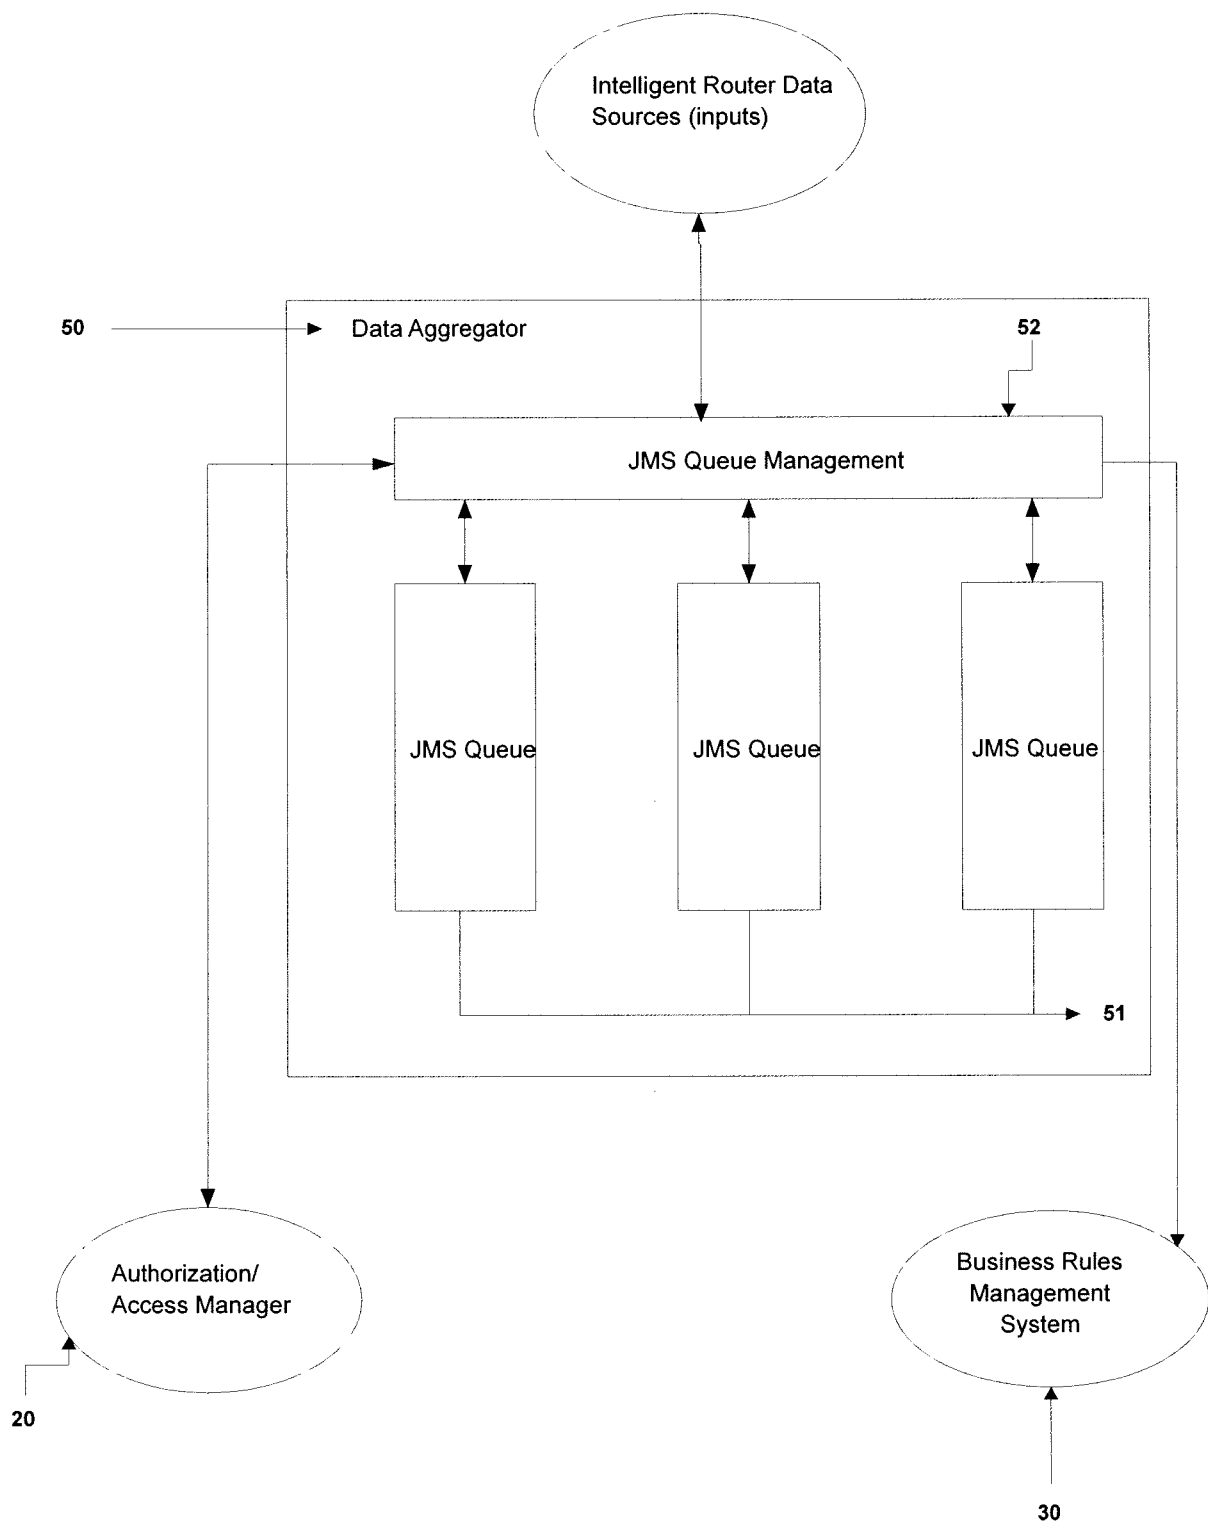 Intelligent Router Data
Sources (inputs)
50
Data Aggregator
52
JMS Queue Management
JMS Queue
JMS Queue
JMS Queue
51
Authorization/
Access Manager
20
Business Rules
Management
System
30